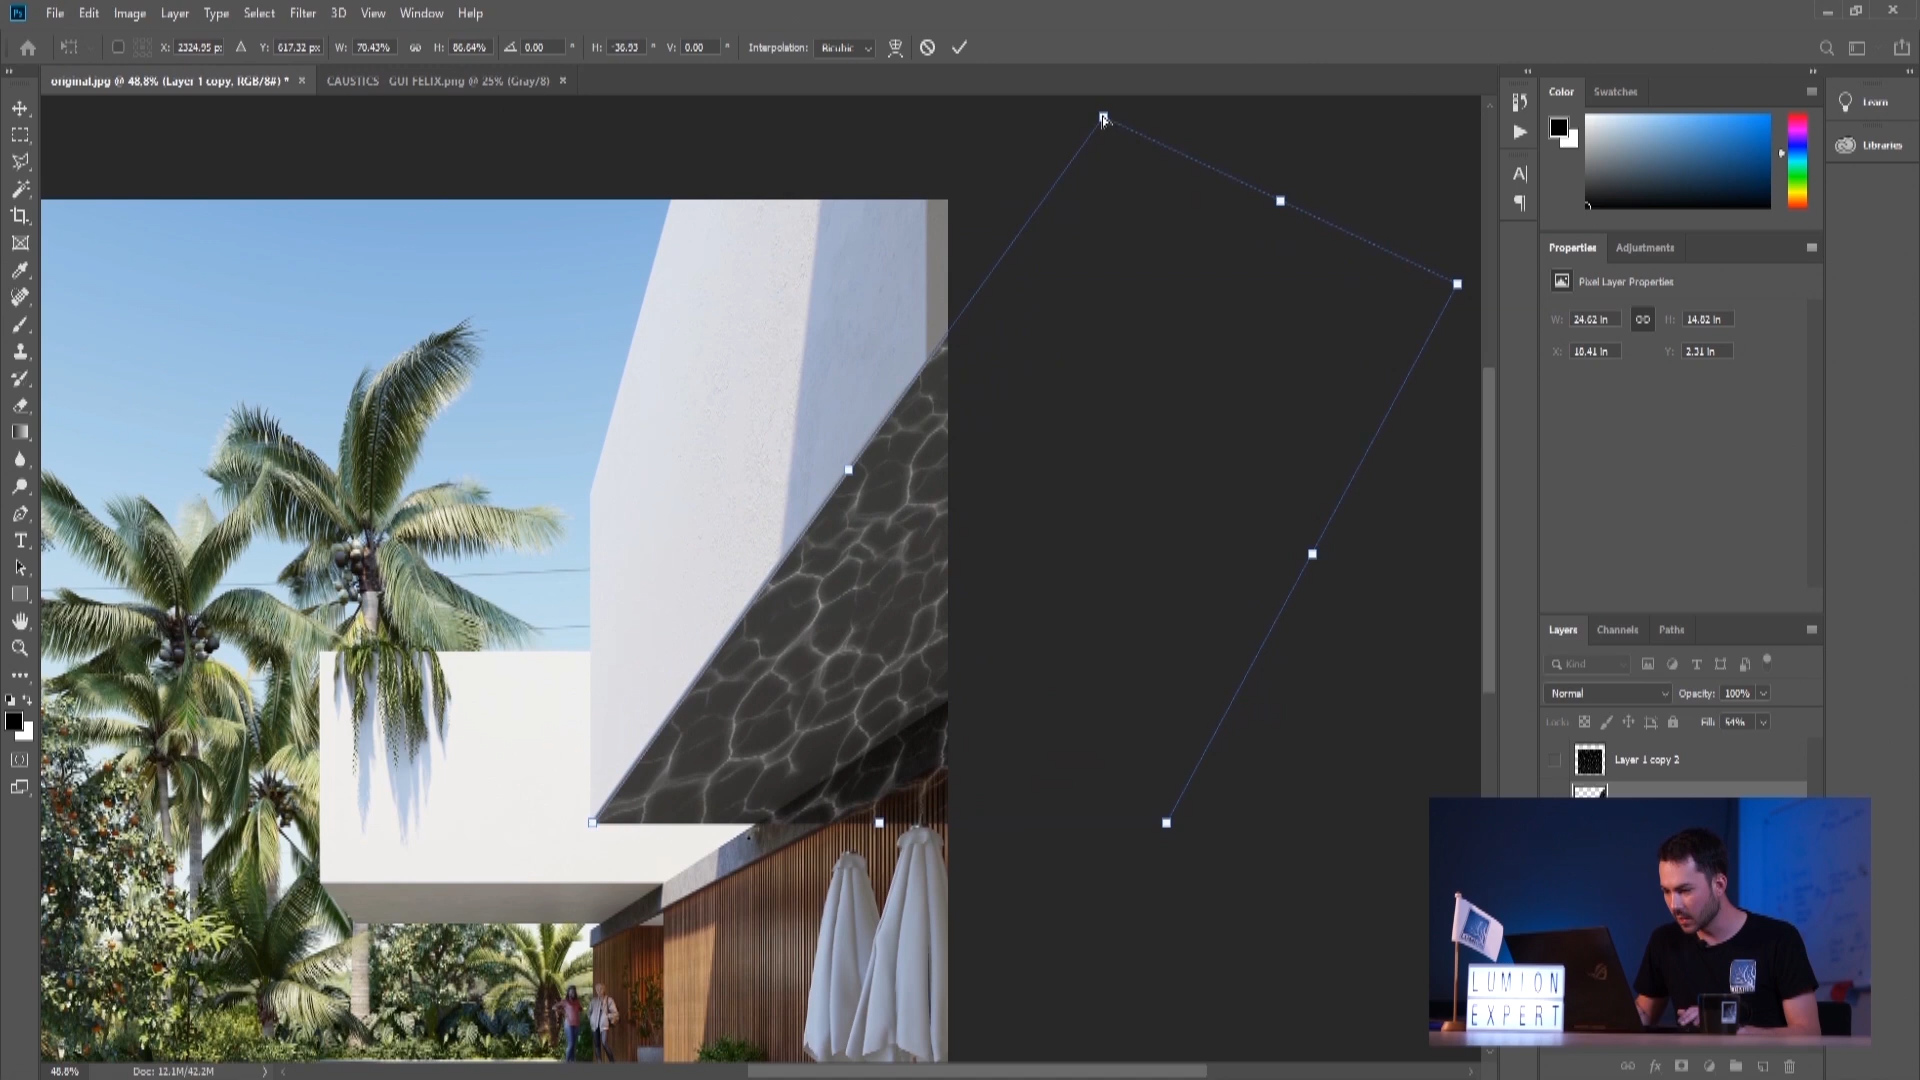 Ps File Edit Image Layer Type Select Filter 3D View Window Help
X: 2324.95 px Y: 617.32 px W: 70.43% H: 86.64% 0.00 ° H: -36.93 ° V: 0.00 ° Interpolation: Bicubic
original.jpg @ 48,8% (Layer 1 copy, RGB/8#) * × CAUSTICS GUI FELIX.png @ 25% (Gray/8) ×
Color Swatches
Learn
Libraries
Properties Adjustments
Pixel Layer Properties
W: 24.62 in H: 14.82 in
X: 18.41 in Y: 2.31 in
Layers Channels Paths
Kind
Normal Opacity: 100%
Lock: Fill: 54%
Layer 1 copy 2
LUMION
EXPERT
48.8% Doc: 12.1M/42.2M